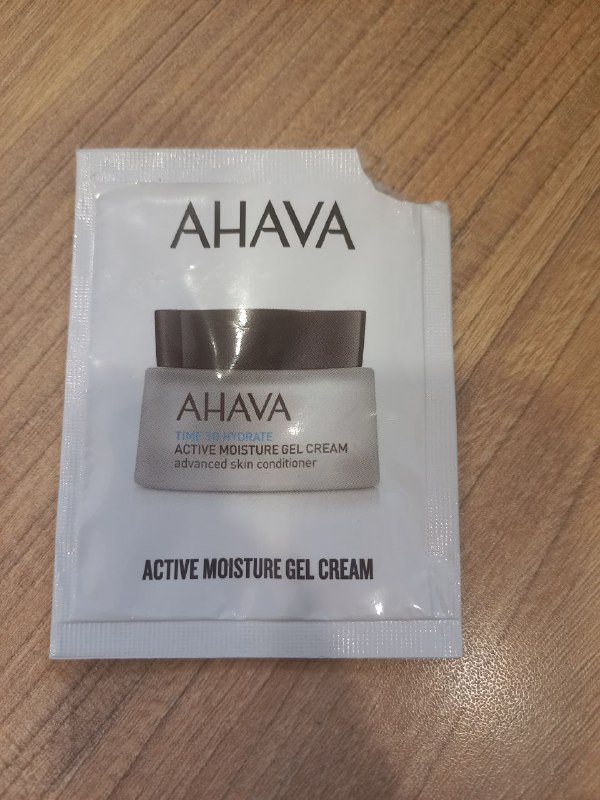 AHAVA
AHAVA
TIME TO HYDRATE
ACTIVE MOISTURE GEL CREAM
advanced skin conditioner
ACTIVE MOISTURE GEL CREAM